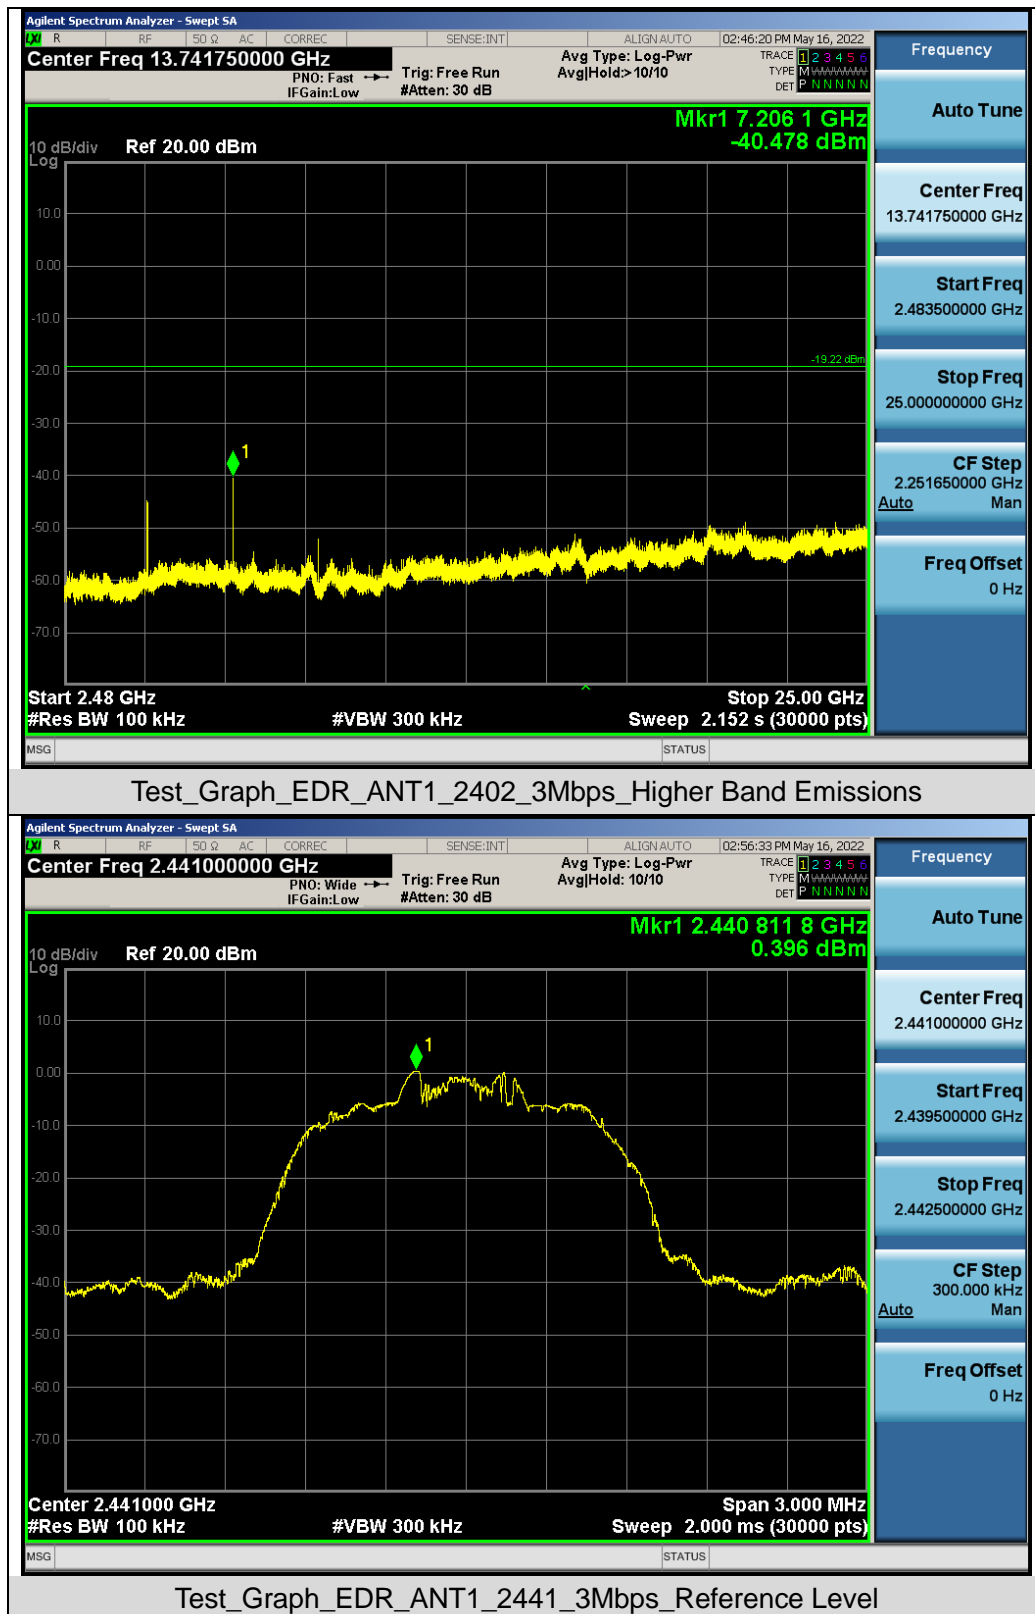 Agilent Spectrum Analyzer - Swept SA
LXI R RF 50 Ω AC CORREC SENSE:INT ALIGN AUTO 02:46:20 PM May 16, 2022
Center Freq 13.741750000 GHz
PNO: Fast
IFGain:Low
Trig: Free Run
#Atten: 30 dB
Avg Type: Log-Pwr
Avg|Hold:>10/10
TRACE 1 2 3 4 5 6
TYPE M
DET P N N N N N
Mkr1 7.206 1 GHz
-40.478 dBm
10 dB/div Ref 20.00 dBm
Log
10.0
0.00
-10.0
-19.22 dBm
-20.0
-30.0
1
-40.0
-50.0
-60.0
-70.0
Start 2.48 GHz Stop 25.00 GHz
#Res BW 100 kHz #VBW 300 kHz Sweep 2.152 s (30000 pts)
MSG STATUS
Frequency
Auto Tune
Center Freq
13.741750000 GHz
Start Freq
2.483500000 GHz
Stop Freq
25.000000000 GHz
CF Step
2.251650000 GHz
Auto Man
Freq Offset
0 Hz
Test_Graph_EDR_ANT1_2402_3Mbps_Higher Band Emissions
Agilent Spectrum Analyzer - Swept SA
LXI R RF 50 Ω AC CORREC SENSE:INT ALIGN AUTO 02:56:33 PM May 16, 2022
Center Freq 2.441000000 GHz
PNO: Wide
IFGain:Low
Trig: Free Run
#Atten: 30 dB
Avg Type: Log-Pwr
Avg|Hold: 10/10
TRACE 1 2 3 4 5 6
TYPE M
DET P N N N N N
Mkr1 2.440 811 8 GHz
0.396 dBm
10 dB/div Ref 20.00 dBm
Log
10.0
1
0.00
-10.0
-20.0
-30.0
-40.0
-50.0
-60.0
-70.0
Center 2.441000 GHz Span 3.000 MHz
#Res BW 100 kHz #VBW 300 kHz Sweep 2.000 ms (30000 pts)
MSG STATUS
Frequency
Auto Tune
Center Freq
2.441000000 GHz
Start Freq
2.439500000 GHz
Stop Freq
2.442500000 GHz
CF Step
300.000 kHz
Auto Man
Freq Offset
0 Hz
Test_Graph_EDR_ANT1_2441_3Mbps_Reference Level